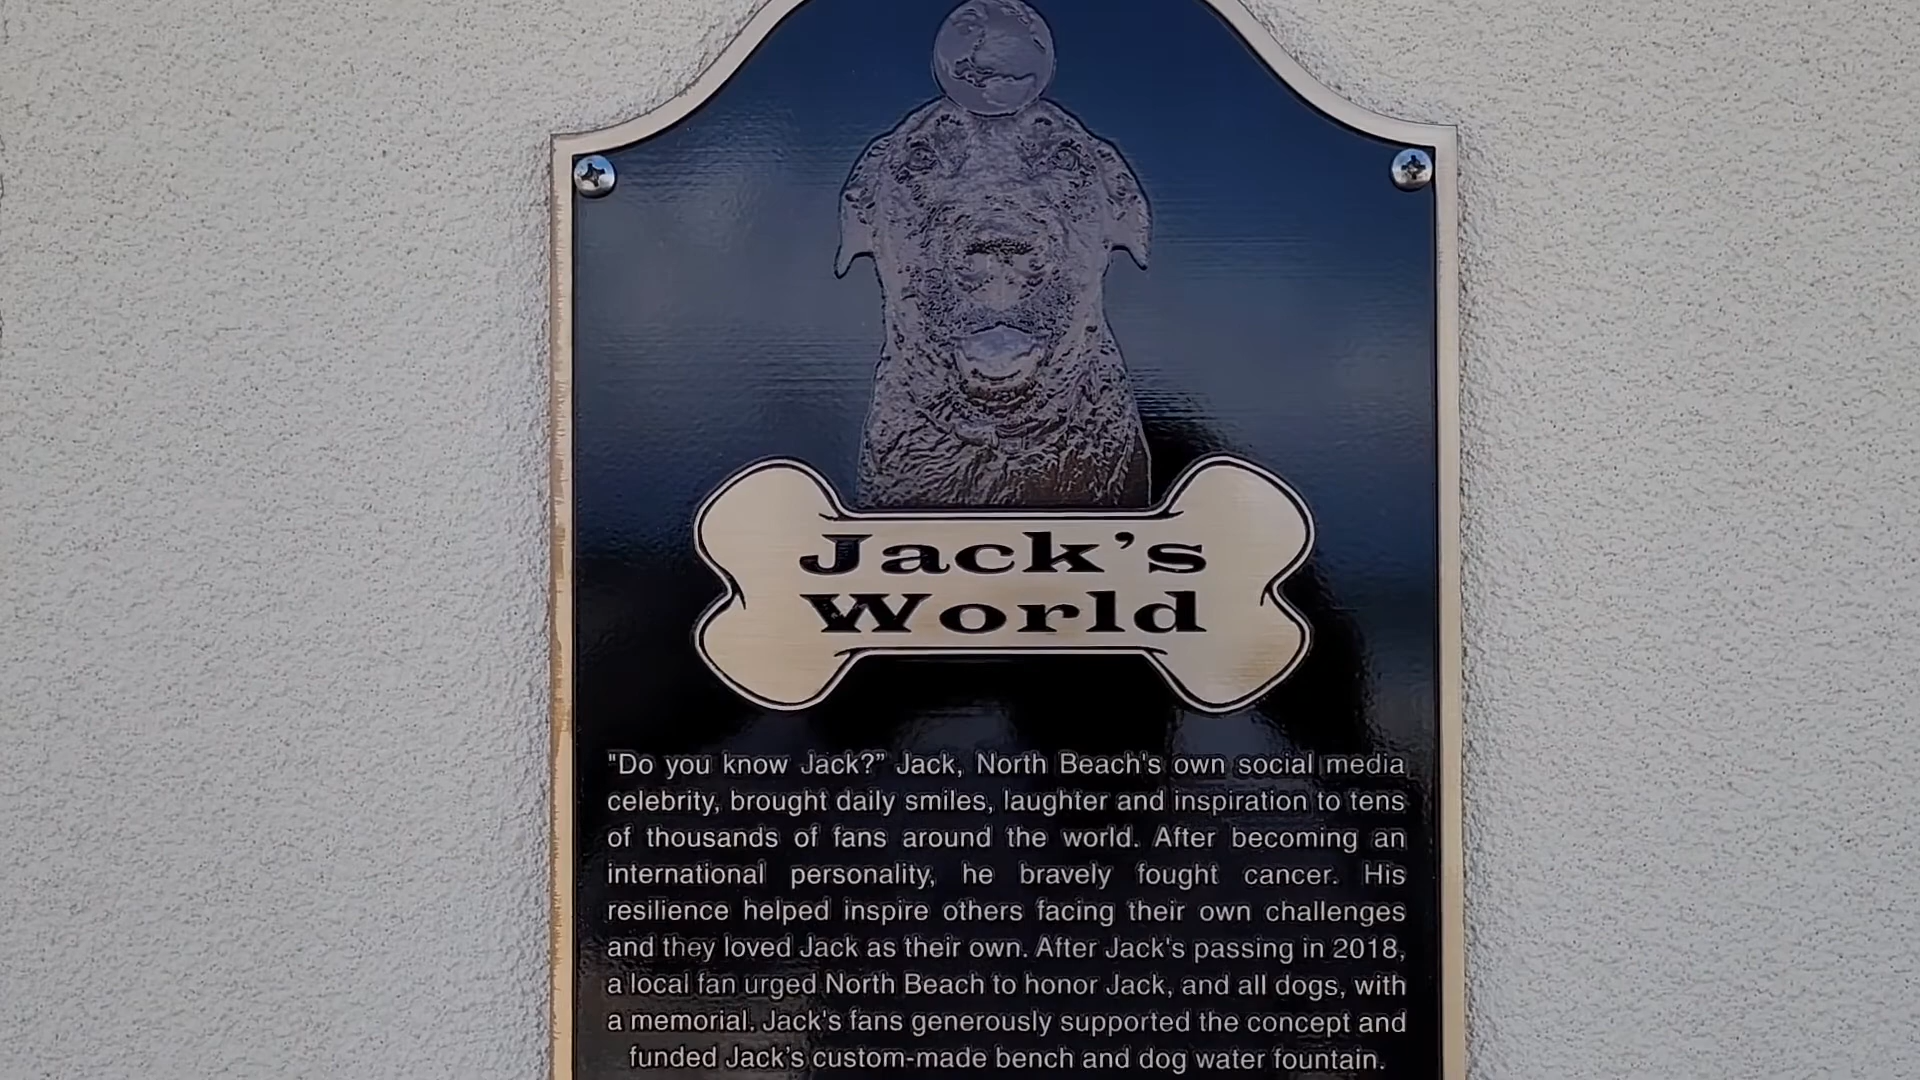 Jack's
World
"Do you know Jack?” Jack, North Beach's own social media
celebrity, brought daily smiles, laughter and inspiration to tens
of thousands of fans around the world. After becoming an
international personality, he bravely fought cancer. His
resilience helped inspire others facing their own challenges
and they loved Jack as their own. After Jack's passing in 2018,
a local fan urged North Beach to honor Jack, and all dogs, with
a memorial. Jack's fans generously supported the concept and
funded Jack's custom-made bench and dog water fountain.